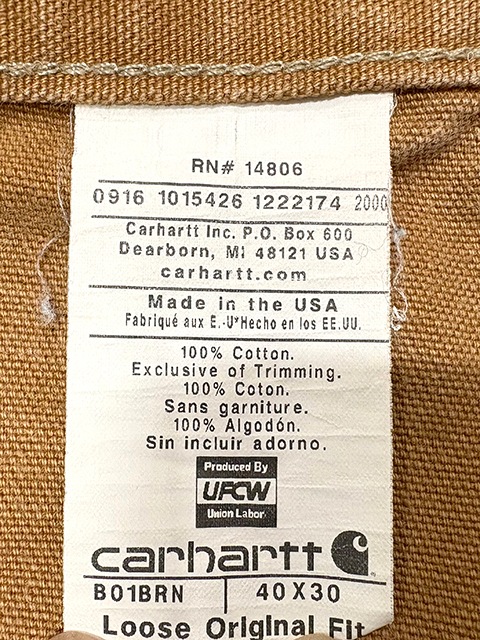 RN# 14806
0916 1015426 1222174 2000
Carhartt Inc. P.O. Box 600
Dearborn, MI 48121 USA
carhartt.com
Made in the USA
Fabriqué aux E.-U*Hecho en los EE.UU.
100% Cotton.
Exclusive of Trimming.
100% Coton.
Sans garniture.
100% Algodón.
Sin incluir adorno.
Produced By
UFCW
Union Labor
carhartt
B01BRN 40 X 30
Loose Original Fit